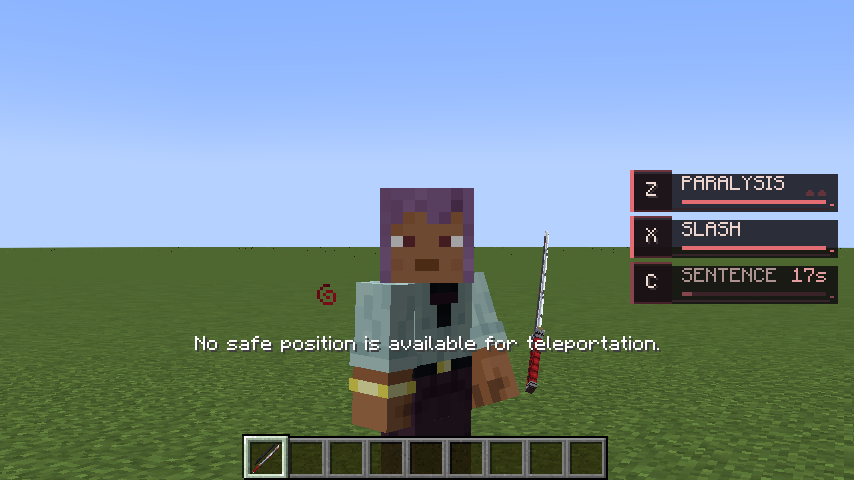 Z PARALYSIS
X SLASH
C SENTENCE 17s
No safe position is available for teleportation.